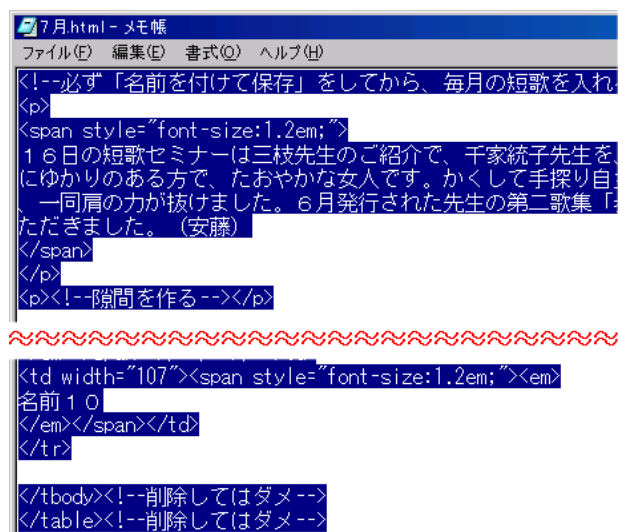 7月.html - メモ帳
ファイル(F) 編集(E) 書式(O) ヘルプ(H)
<!--必ず「名前を付けて保存」をしてから、毎月の短歌を入れ
<p>
<span style="font-size:1.2em;">
16日の短歌セミナーは三枝先生のご紹介で、千家統子先生を、
にゆかりのある方で、たおやかな女人です。かくして手探り自
、一同肩の力が抜けました。6月発行された先生の第二歌集「
ただきました。(安藤)
</span>
</p>
<p><!--隙間を作る--></p>
<td width="107"><span style="font-size:1.2em;"><em>
名前10
</em></span></td>
</tr>
</tbody><!--削除してはダメ-->
</table><!--削除してはダメ-->